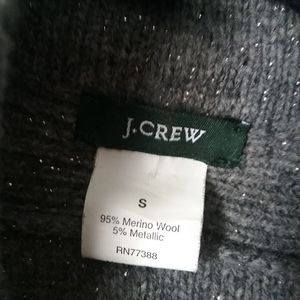 J.CREW
S
95% Merino Wool
5% Metallic
RN77388